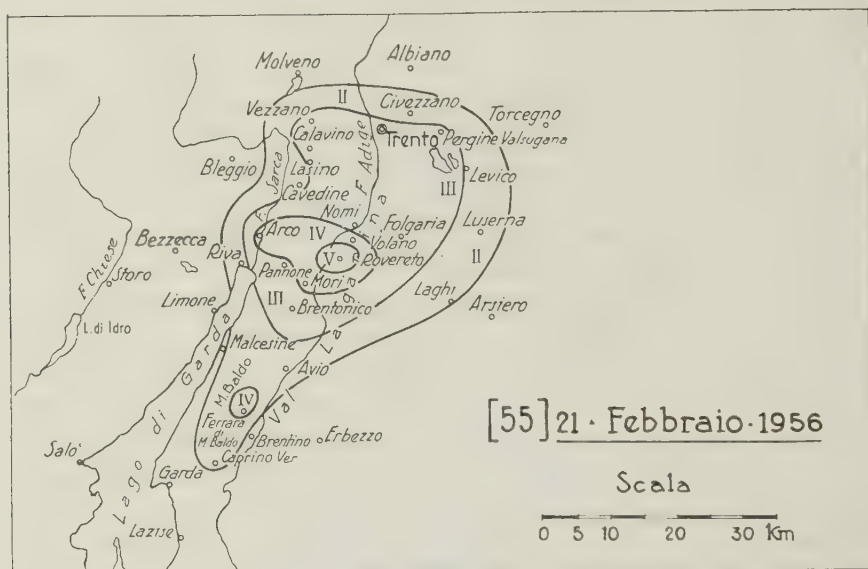 Albiano
Molveno
II
Civezzano
Vezzano
Torcegno
Calavino
Trento
Pergine Valsugana
F. Adige
Bleggio
F. Sarca
Lasino
III
Levico
Cavedine
Nomi
Folgaria
Luserna
Arco
IV
Volano
II
Bezzecca
V
Rovereto
Riva
Pannone
Mori
F. Chiese
Storo
Laghi
Arsiero
III
Brentonico
Limone
L. di Idro
Malcesine
Avio
Val Lagarina
M. Baldo
IV
Ferrara
di
M. Baldo
Brentino
Erbezzo
Caprino Ver
Salò
Garda
Lago di Garda
Lazise
[55] 21 · Febbraio · 1956
Scala
0 5 10 20 30 Km